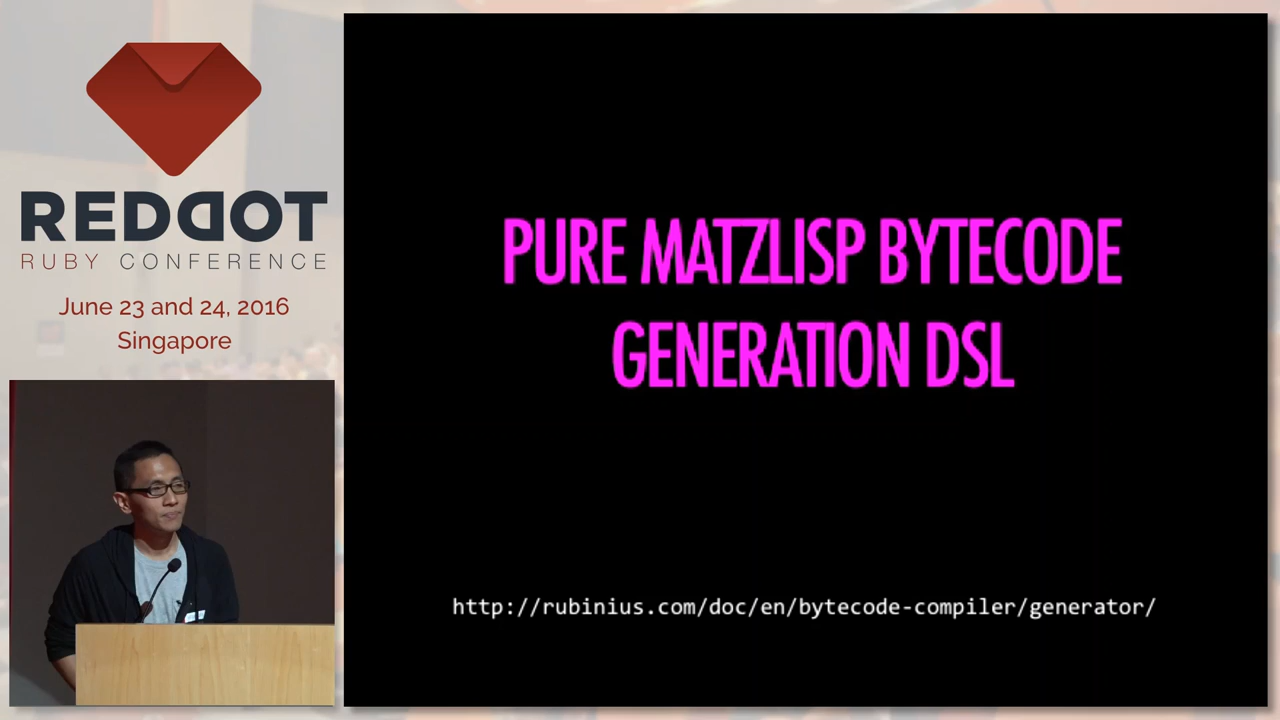 REDDOT
RUBY CONFERENCE
June 23 and 24, 2016
Singapore
PURE MATZLISP BYTECODE
GENERATION DSL
http://rubinius.com/doc/en/bytecode-compiler/generator/